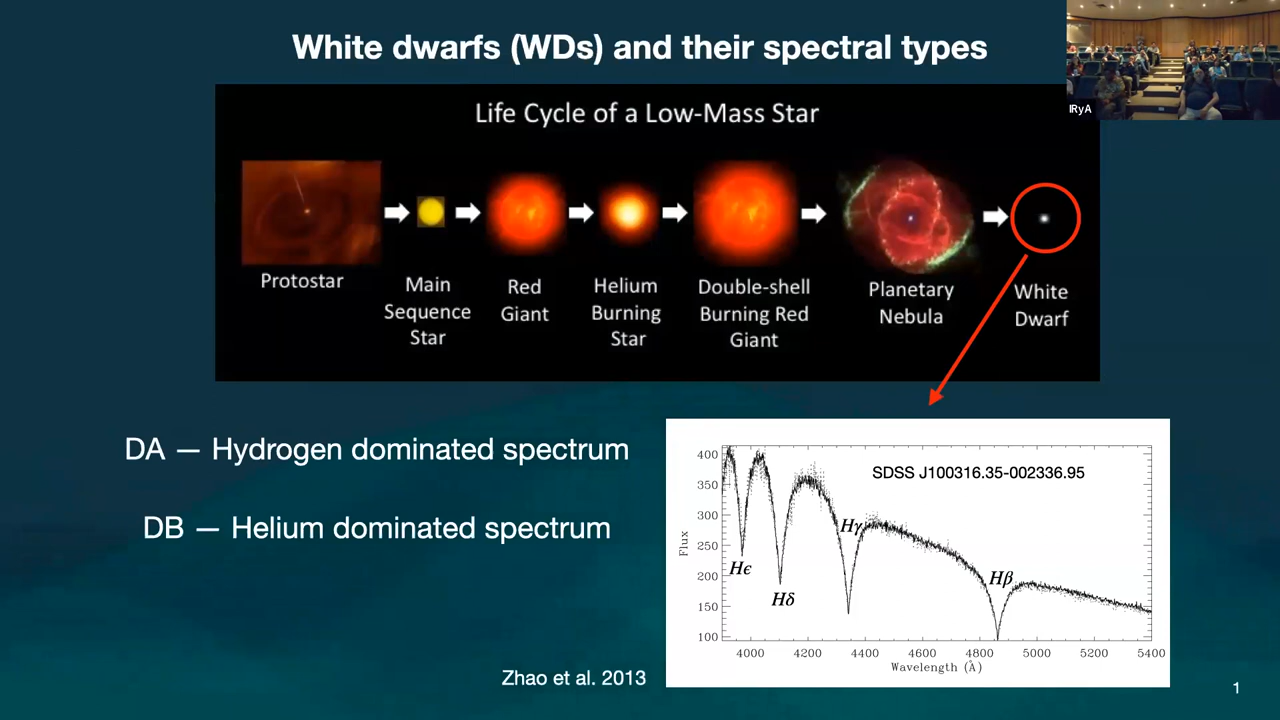 White dwarfs (WDs) and their spectral types
IRyA
Life Cycle of a Low-Mass Star
Protostar
Main
Sequence
Star
Red
Giant
Helium
Burning
Star
Double-shell
Burning Red
Giant
Planetary
Nebula
White
Dwarf
DA — Hydrogen dominated spectrum
DB — Helium dominated spectrum
SDSS J100316.35-002336.95
400
350
300
250
200
150
100
Flux
Hϵ
Hδ
Hγ
Hβ
4000 4200 4400 4600 4800 5000 5200 5400
Wavelength (Å)
Zhao et al. 2013
1